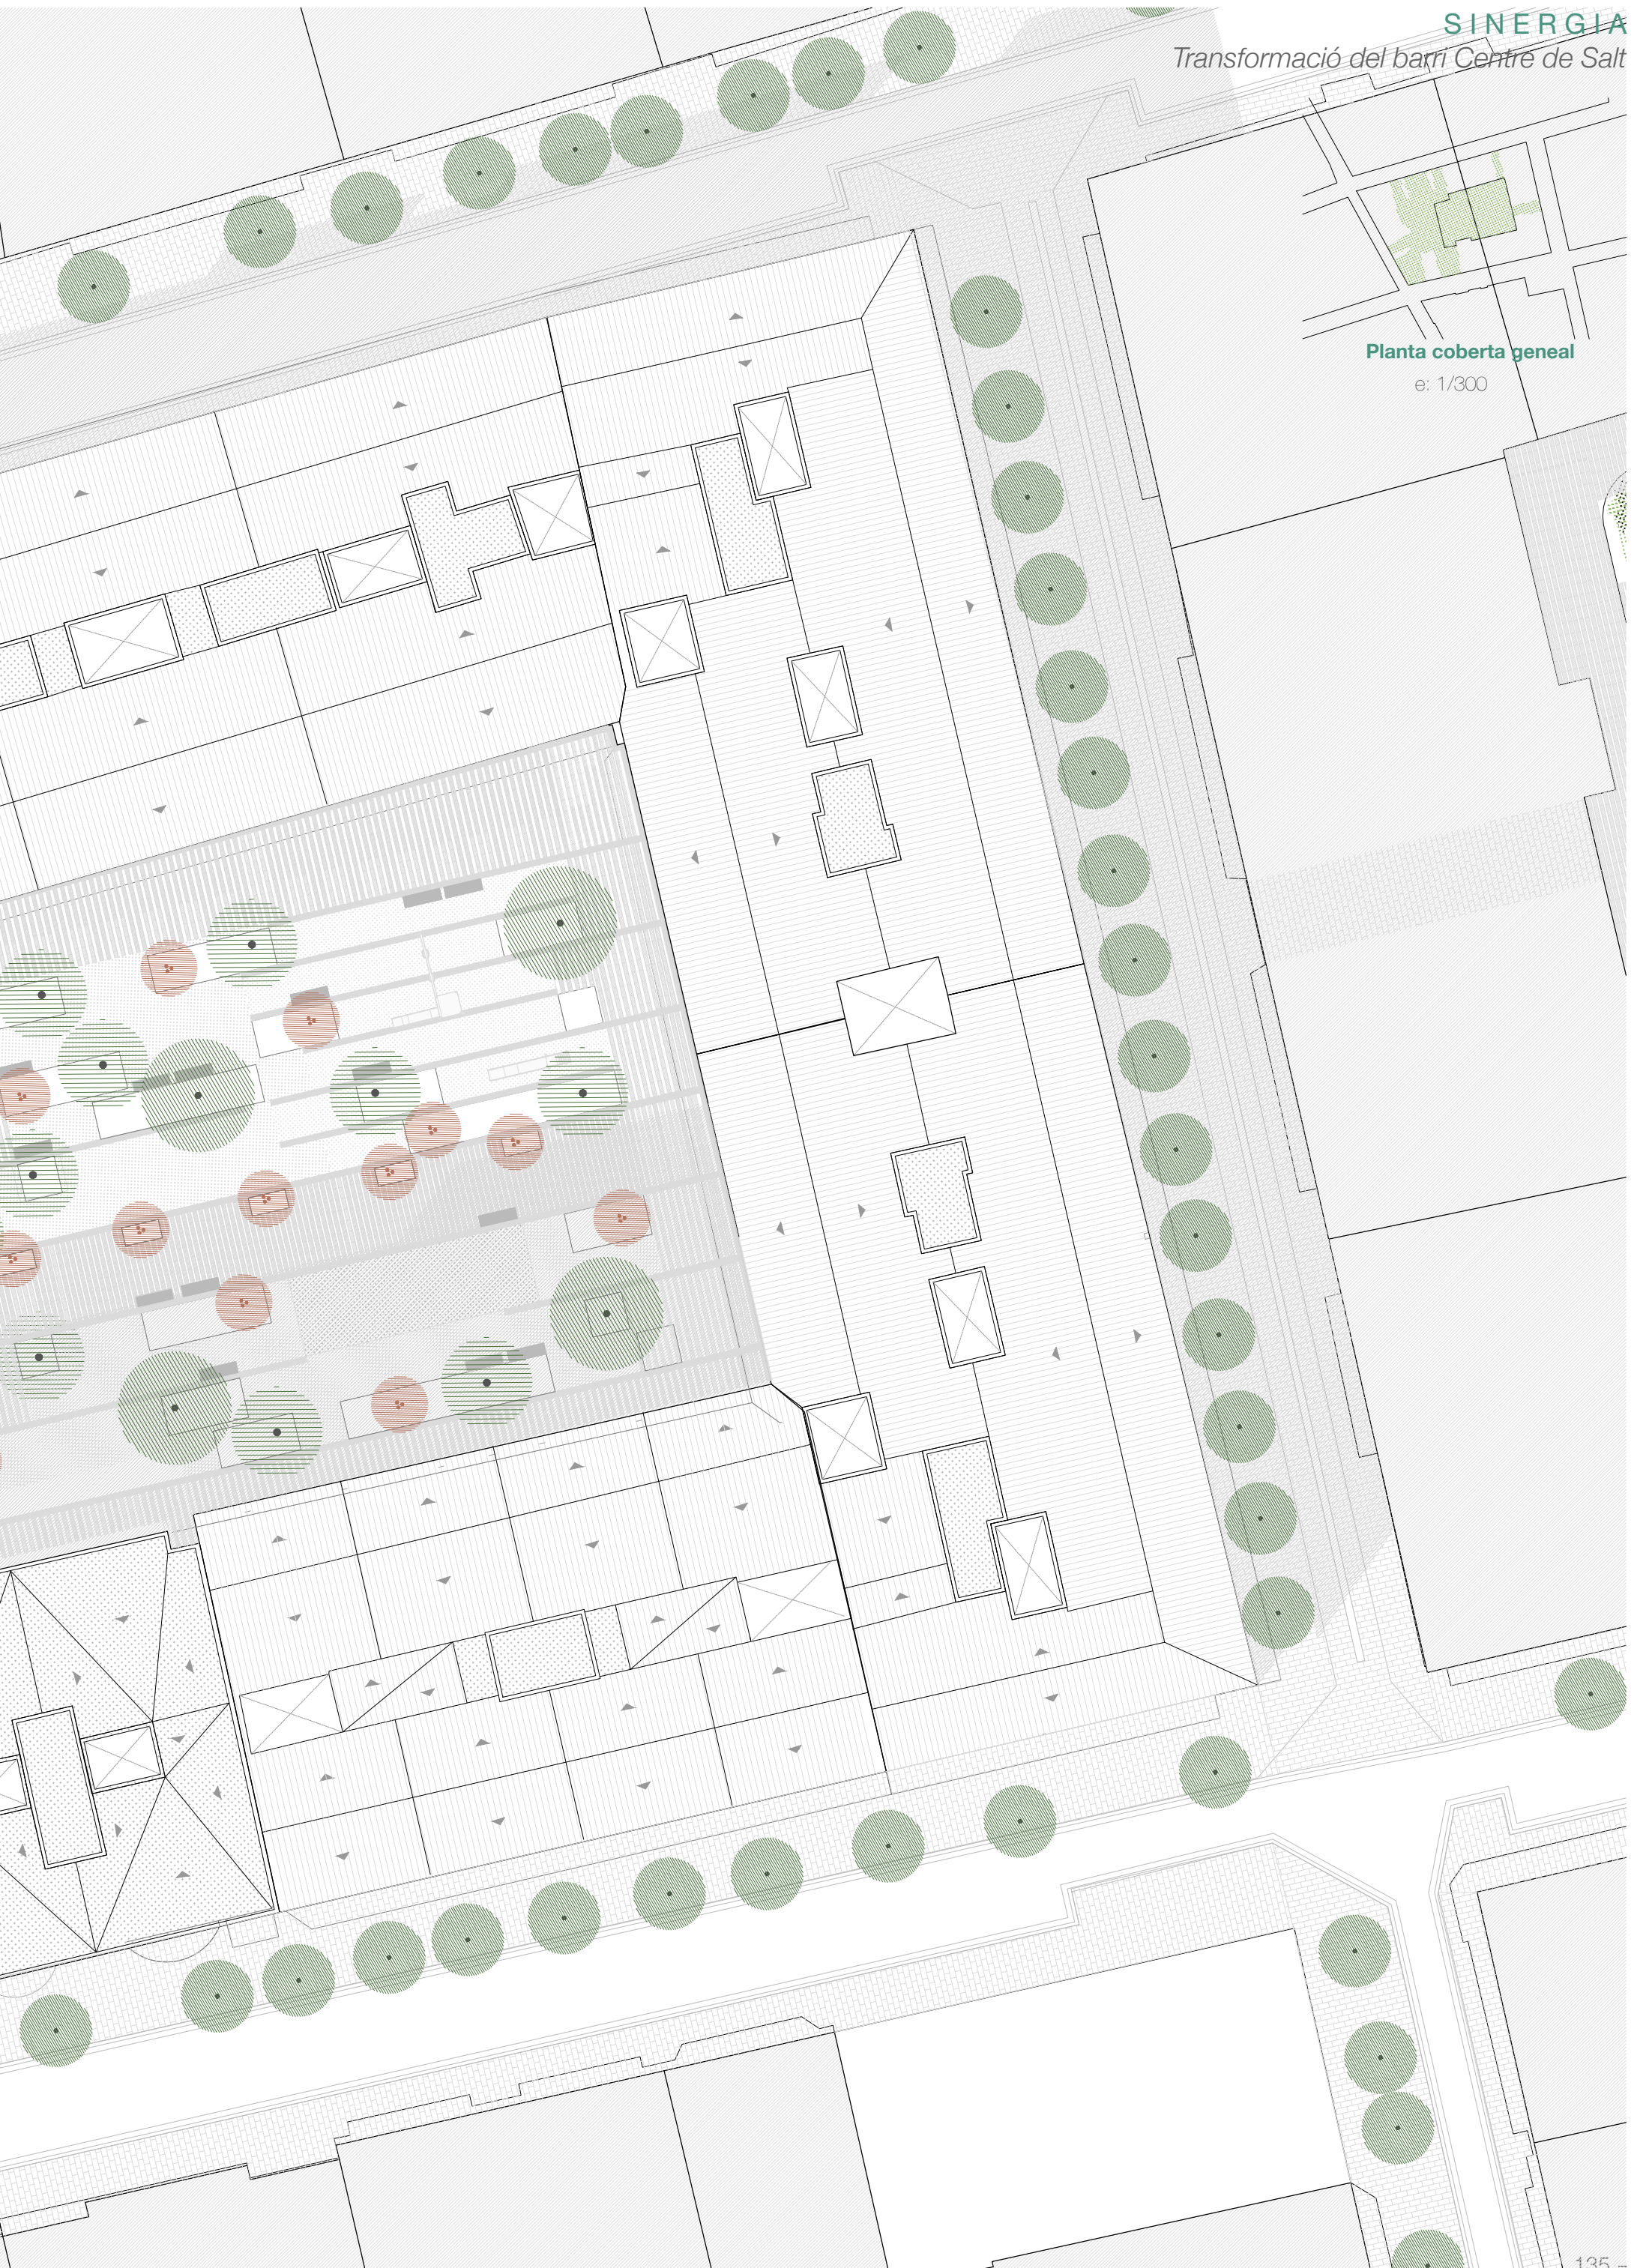 SINERGIA
Transformació del barri Centre de Salt
Planta coberta geneal
e: 1/300
135